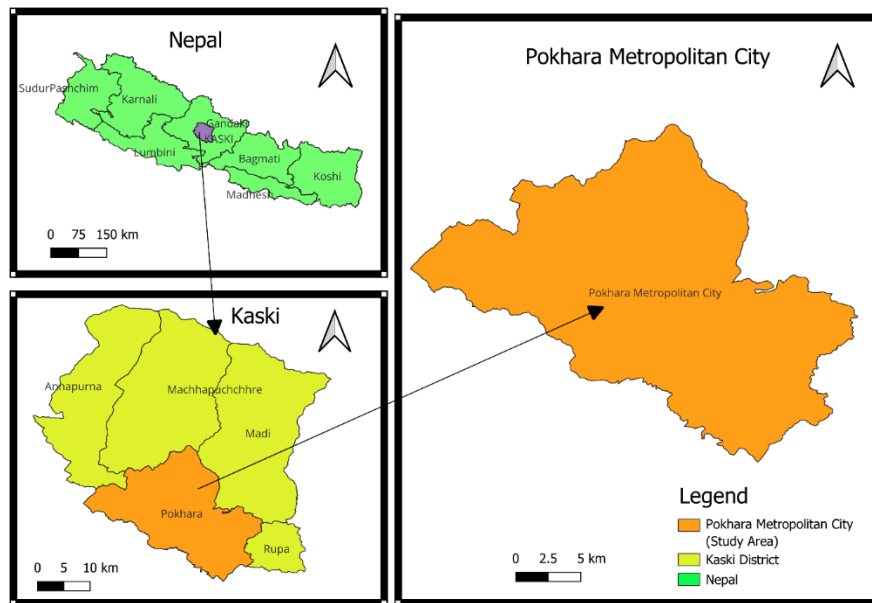 Nepal
SudurPashchim
Karnali
Gandaki
KASKI
Lumbini
Bagmati
Koshi
Madhesh
0 75 150 km
Kaski
Annapurna
Machhapuchchhre
Madi
Pokhara
Rupa
0 5 10 km
Pokhara Metropolitan City
Pokhara Metropolitan City
Legend
Pokhara Metropolitan City
(Study Area)
Kaski District
Nepal
0 2.5 5 km